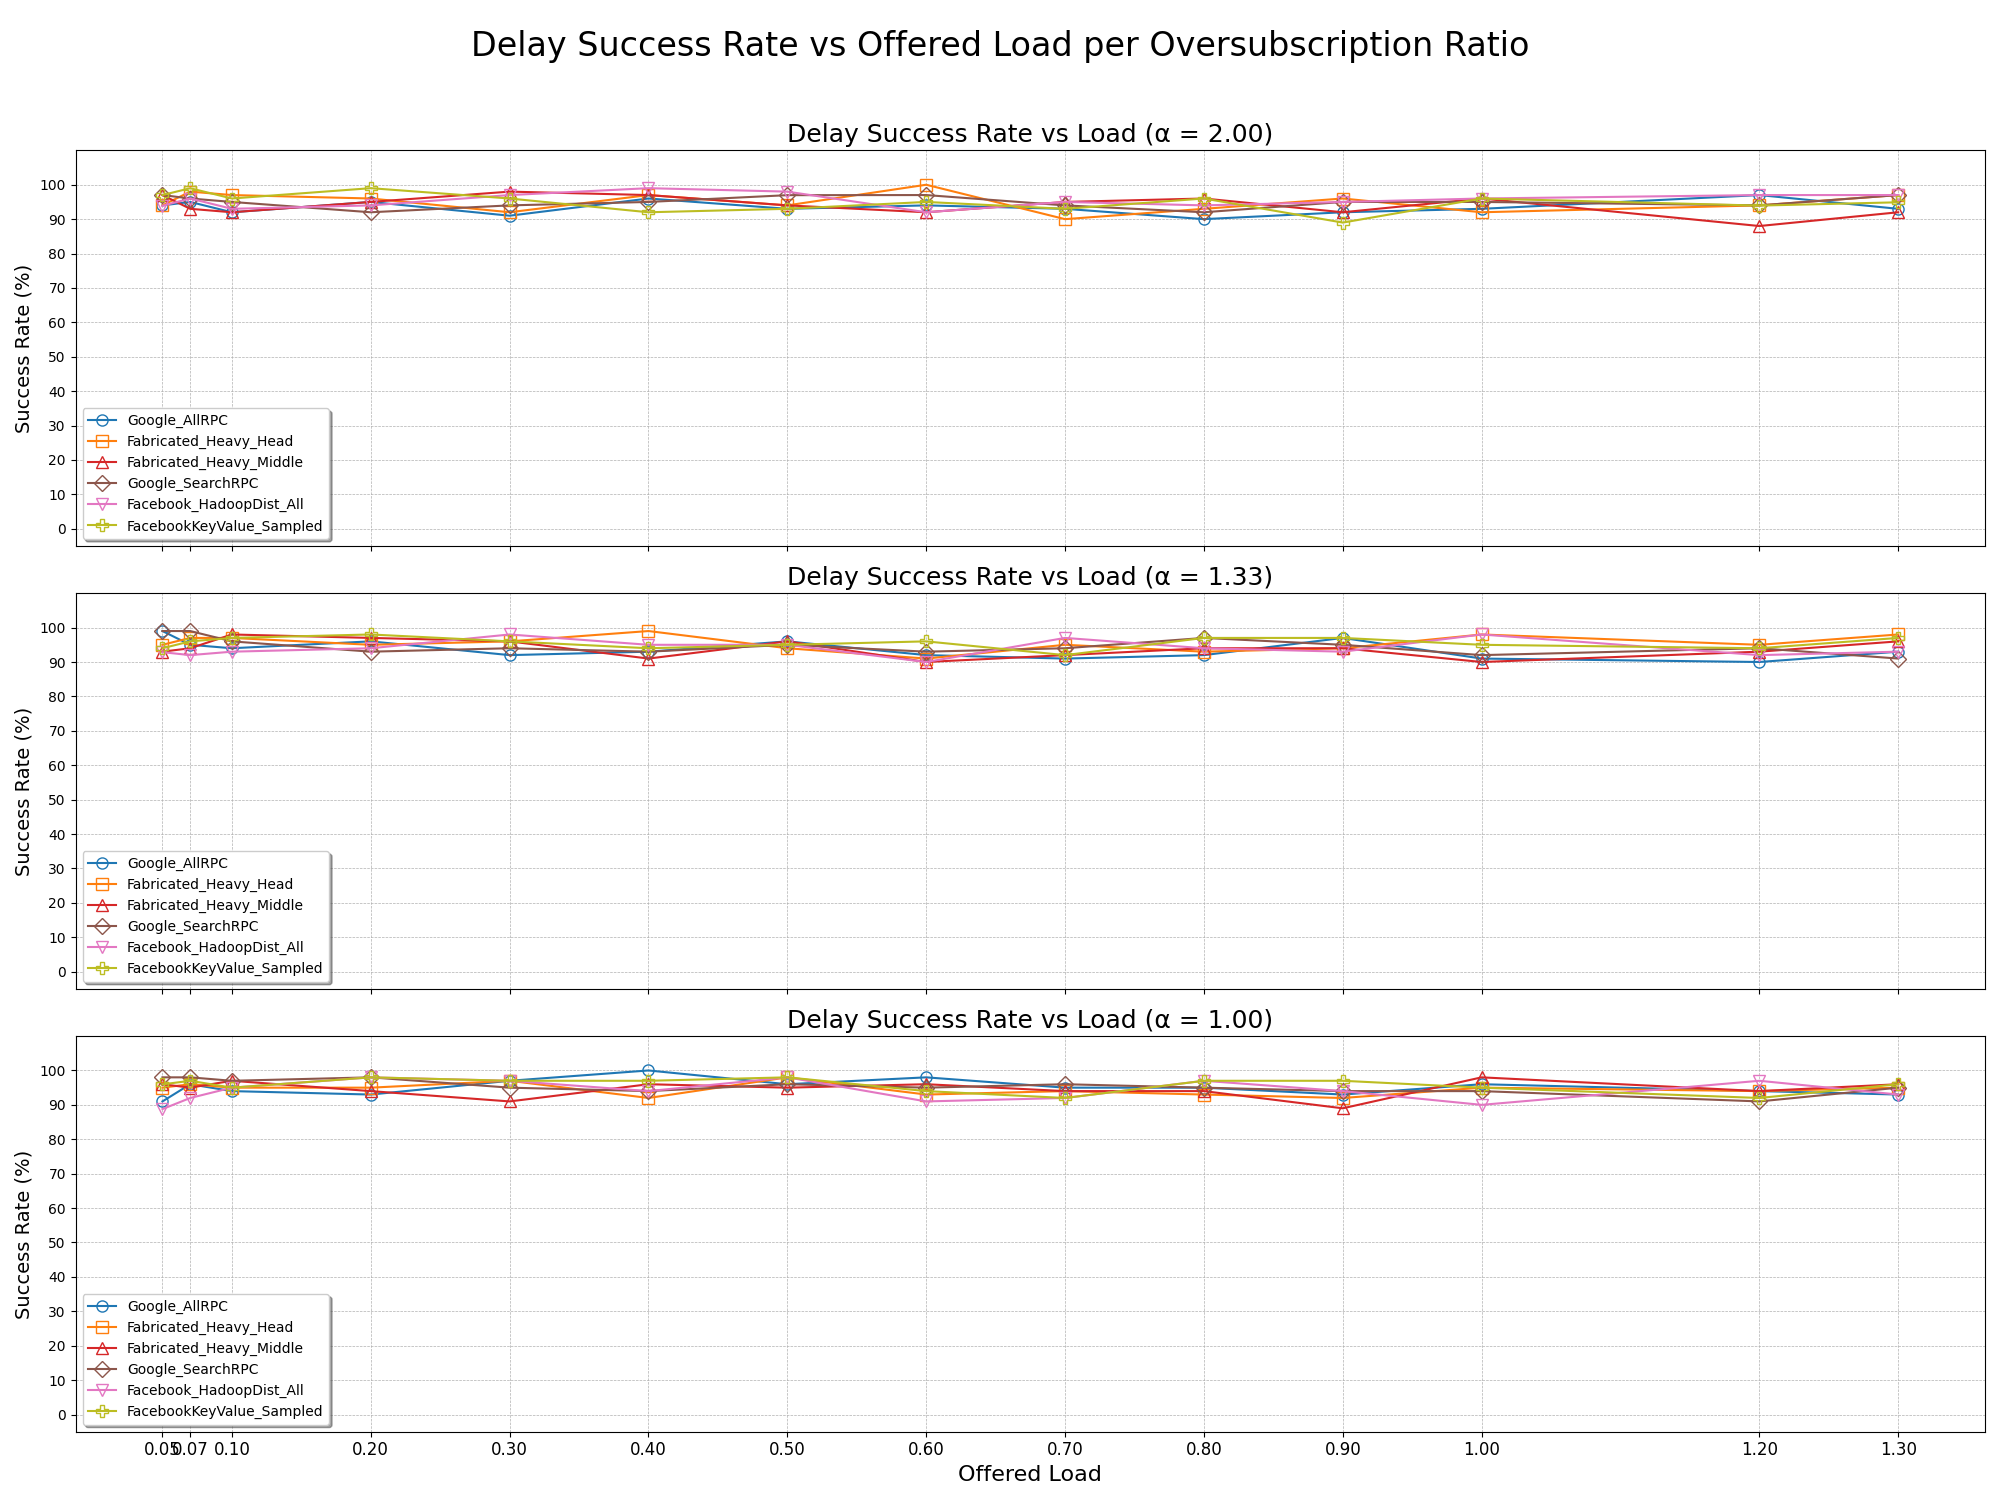 Delay Success Rate vs Offered Load per Oversubscription Ratio
Delay Success Rate vs Load (α = 2.00)
Success Rate (%)
100
90
80
70
60
50
40
30
20
10
0
Google_AllRPC
Fabricated_Heavy_Head
Fabricated_Heavy_Middle
Google_SearchRPC
Facebook_HadoopDist_All
FacebookKeyValue_Sampled
Delay Success Rate vs Load (α = 1.33)
Success Rate (%)
100
90
80
70
60
50
40
30
20
10
0
Google_AllRPC
Fabricated_Heavy_Head
Fabricated_Heavy_Middle
Google_SearchRPC
Facebook_HadoopDist_All
FacebookKeyValue_Sampled
Delay Success Rate vs Load (α = 1.00)
Success Rate (%)
100
90
80
70
60
50
40
30
20
10
0
Google_AllRPC
Fabricated_Heavy_Head
Fabricated_Heavy_Middle
Google_SearchRPC
Facebook_HadoopDist_All
FacebookKeyValue_Sampled
0.05 0.07 0.10 0.20 0.30 0.40 0.50 0.60 0.70 0.80 0.90 1.00 1.20 1.30
Offered Load